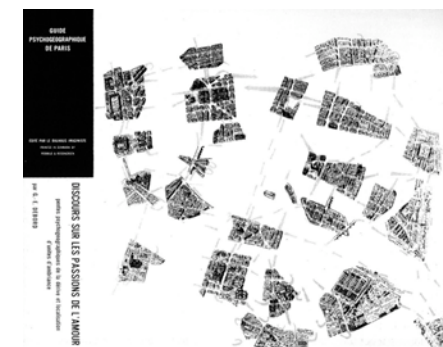 GUIDE
PSYCHOGEOGRAPHIQUE
DE PARIS
DISCOURS SUR LES PASSIONS DE L'AMOUR
pentes psychogéographiques de la dérive et localisation
d'unités d'ambiance
par G.-E. DEBORD